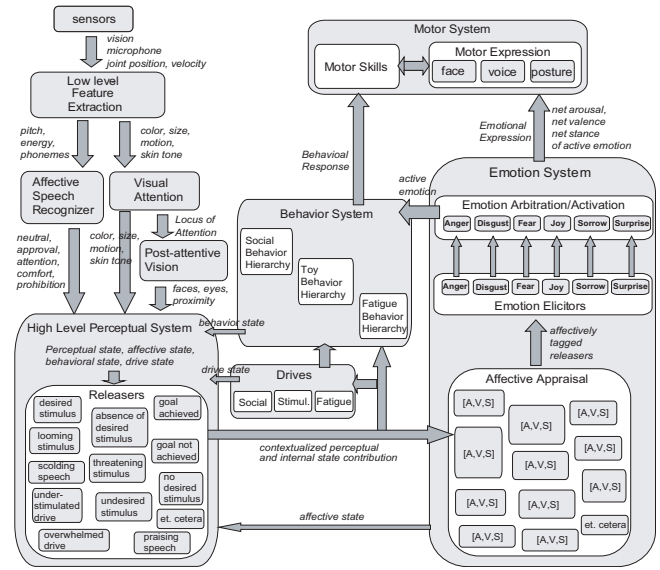 sensors
vision
microphone
joint position, velocity
Low level
Feature
Extraction
pitch,
energy,
phonemes
color, size,
motion,
skin tone
Affective
Speech
Recognizer
Visual
Attention
Locus of
Attention
neutral,
approval,
attention,
comfort,
prohibition
color, size,
motion,
skin tone
Post-attentive
Vision
faces, eyes,
proximity
High Level Perceptual System
Perceptual state, affective state,
behavioral state, drive state
Releasers
desired
stimulus
absence of
desired
stimulus
goal
achieved
looming
stimulus
goal not
achieved
scolding
speech
threatening
stimulus
no
desired
stimulus
under-
stimulated
drive
undesired
stimulus
et. cetera
overwhelmed
drive
praising
speech
Motor System
Motor Skills
Motor Expression
face
voice
posture
Behavioal
Response
Emotional
Expression
net arousal,
net valence
net stance
of active emotion
active
emotion
Behavior System
Social
Behavior
Hierarchy
Toy
Behavior
Hierarchy
Fatigue
Behavior
Hierarchy
behavior state
drive state
Drives
Social
Stimul.
Fatigue
contextualized perceptual
and internal state contribution
affective state
Emotion System
Emotion Arbitration/Activation
Anger
Disgust
Fear
Joy
Sorrow
Surprise
Anger
Disgust
Fear
Joy
Sorrow
Surprise
Emotion Elicitors
affectively
tagged
releasers
Affective Appraisal
[A,V,S]
[A,V,S]
[A,V,S]
[A,V,S]
[A,V,S]
[A,V,S]
[A,V,S]
[A,V,S]
[A,V,S]
et. cetera
[A,V,S]
[A,V,S]